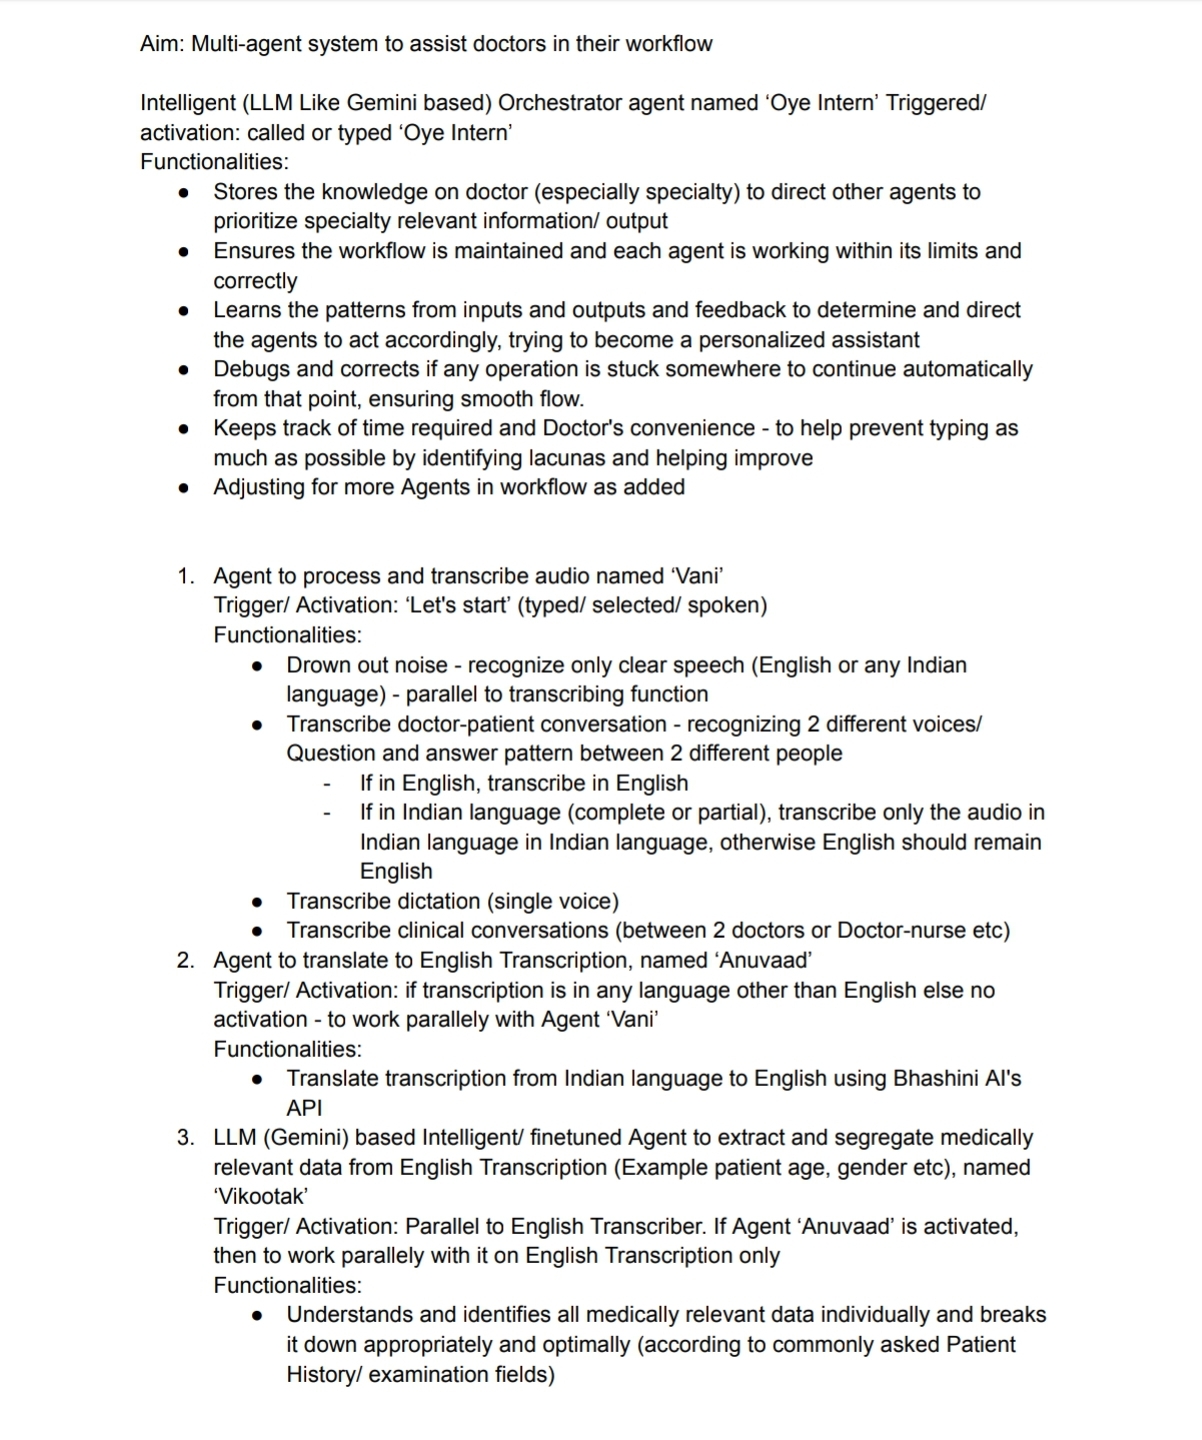 Aim: Multi-agent system to assist doctors in their workflow
Intelligent (LLM Like Gemini based) Orchestrator agent named ‘Oye Intern’ Triggered/
activation: called or typed ‘Oye Intern’
Functionalities:
● Stores the knowledge on doctor (especially specialty) to direct other agents to
prioritize specialty relevant information/ output
● Ensures the workflow is maintained and each agent is working within its limits and
correctly
● Learns the patterns from inputs and outputs and feedback to determine and direct
the agents to act accordingly, trying to become a personalized assistant
● Debugs and corrects if any operation is stuck somewhere to continue automatically
from that point, ensuring smooth flow.
● Keeps track of time required and Doctor's convenience - to help prevent typing as
much as possible by identifying lacunas and helping improve
● Adjusting for more Agents in workflow as added
1. Agent to process and transcribe audio named ‘Vani’
Trigger/ Activation: ‘Let's start’ (typed/ selected/ spoken)
Functionalities:
● Drown out noise - recognize only clear speech (English or any Indian
language) - parallel to transcribing function
● Transcribe doctor-patient conversation - recognizing 2 different voices/
Question and answer pattern between 2 different people
- If in English, transcribe in English
- If in Indian language (complete or partial), transcribe only the audio in
Indian language in Indian language, otherwise English should remain
English
● Transcribe dictation (single voice)
● Transcribe clinical conversations (between 2 doctors or Doctor-nurse etc)
2. Agent to translate to English Transcription, named ‘Anuvaad’
Trigger/ Activation: if transcription is in any language other than English else no
activation - to work parallely with Agent ‘Vani’
Functionalities:
● Translate transcription from Indian language to English using Bhashini AI's
API
3. LLM (Gemini) based Intelligent/ finetuned Agent to extract and segregate medically
relevant data from English Transcription (Example patient age, gender etc), named
‘Vikootak’
Trigger/ Activation: Parallel to English Transcriber. If Agent ‘Anuvaad’ is activated,
then to work parallely with it on English Transcription only
Functionalities:
● Understands and identifies all medically relevant data individually and breaks
it down appropriately and optimally (according to commonly asked Patient
History/ examination fields)